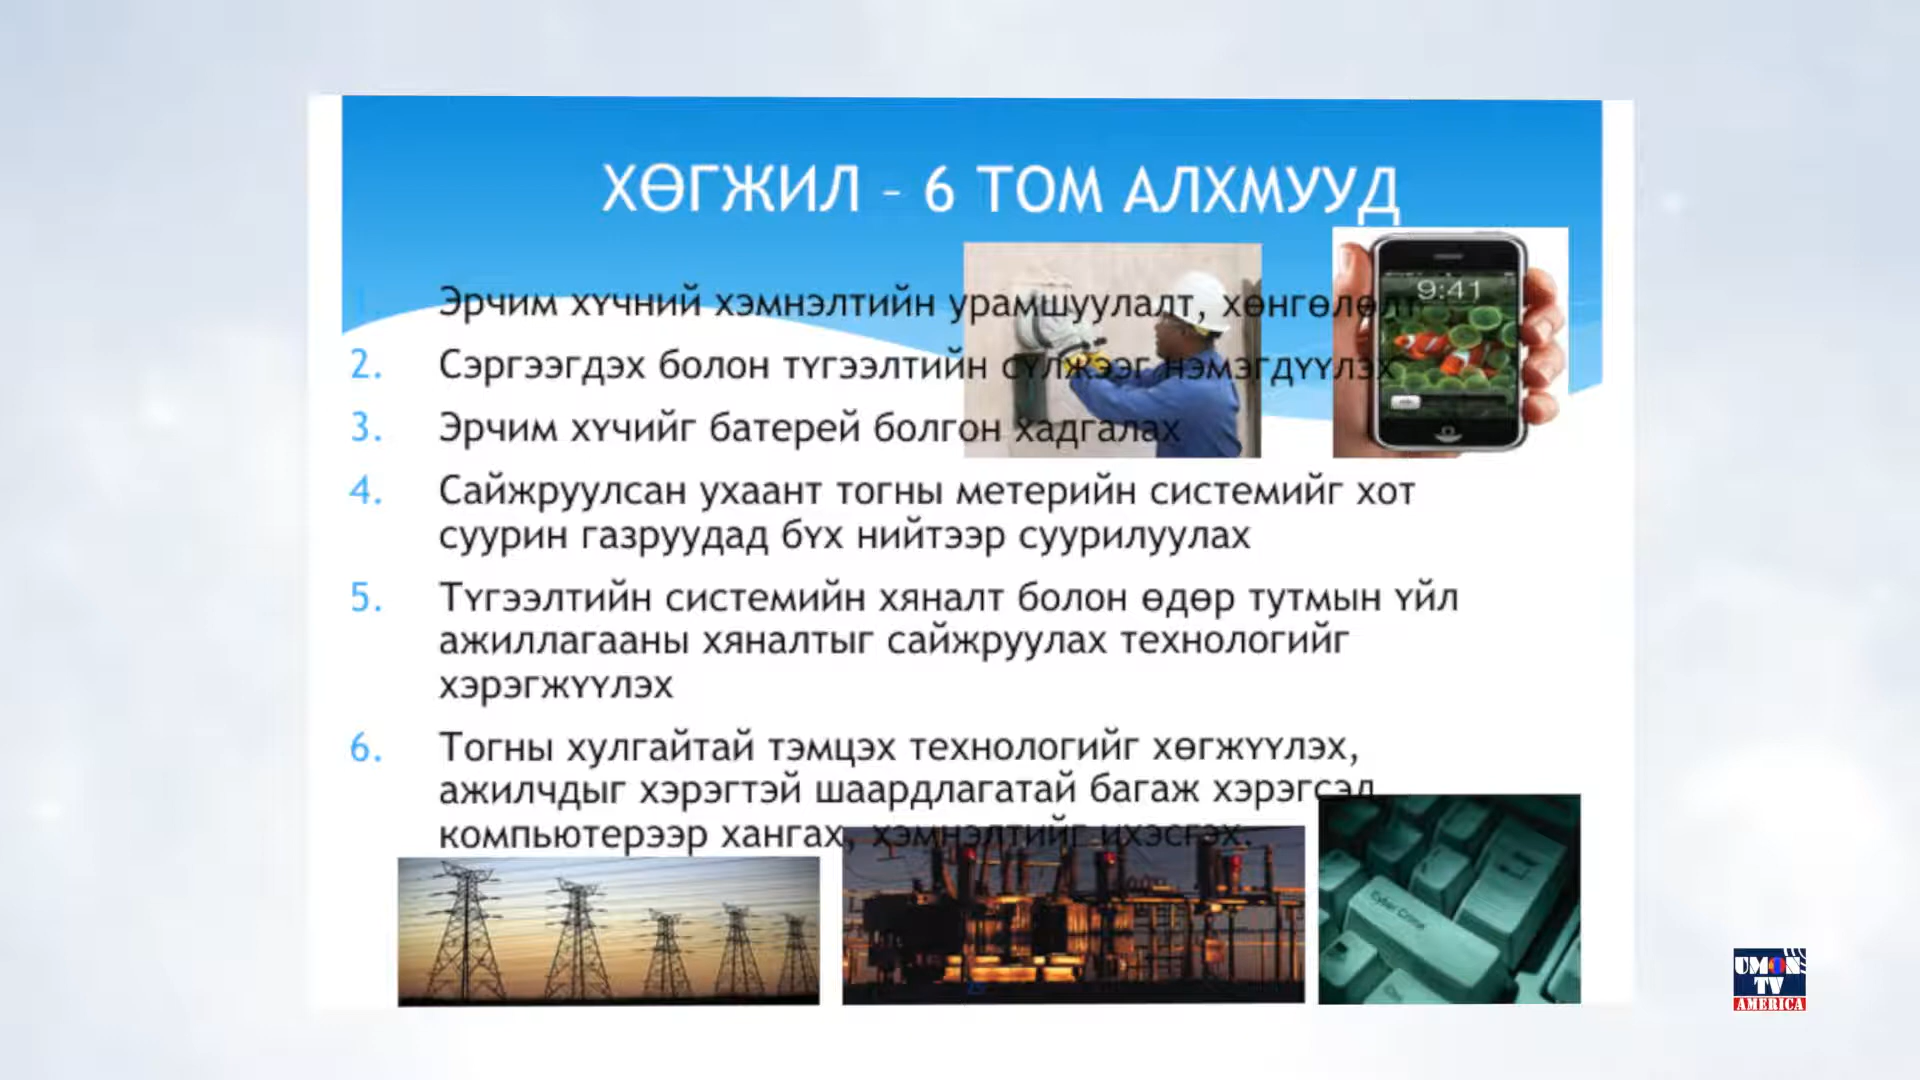 ХӨГЖИЛ – 6 ТОМ АЛХМУУД
Эрчим хүчний хэмнэлтийн урамшуулалт, хөнгөлөлт
9:41
2. Сэргээгдэх болон түгээлтийн сүлжээг нэмэгдүүлэх
3. Эрчим хүчийг батерей болгон хадгалах
4. Сайжруулсан ухаант тогны метерийн системийг хот
суурин газруудад бүх нийтээр суурилуулах
5. Түгээлтийн системийн хяналт болон өдөр тутмын үйл
ажиллагааны хяналтыг сайжруулах технологийг
хэрэгжүүлэх
6. Тогны хулгайтай тэмцэх технологийг хөгжүүлэх,
ажилчдыг хэрэгтэй шаардлагатай багаж хэрэгсэл
компьютерээр хангах, хэмнэлтийг ихэсгэх.
Cyber Crime
UMON
TV
AMERICA